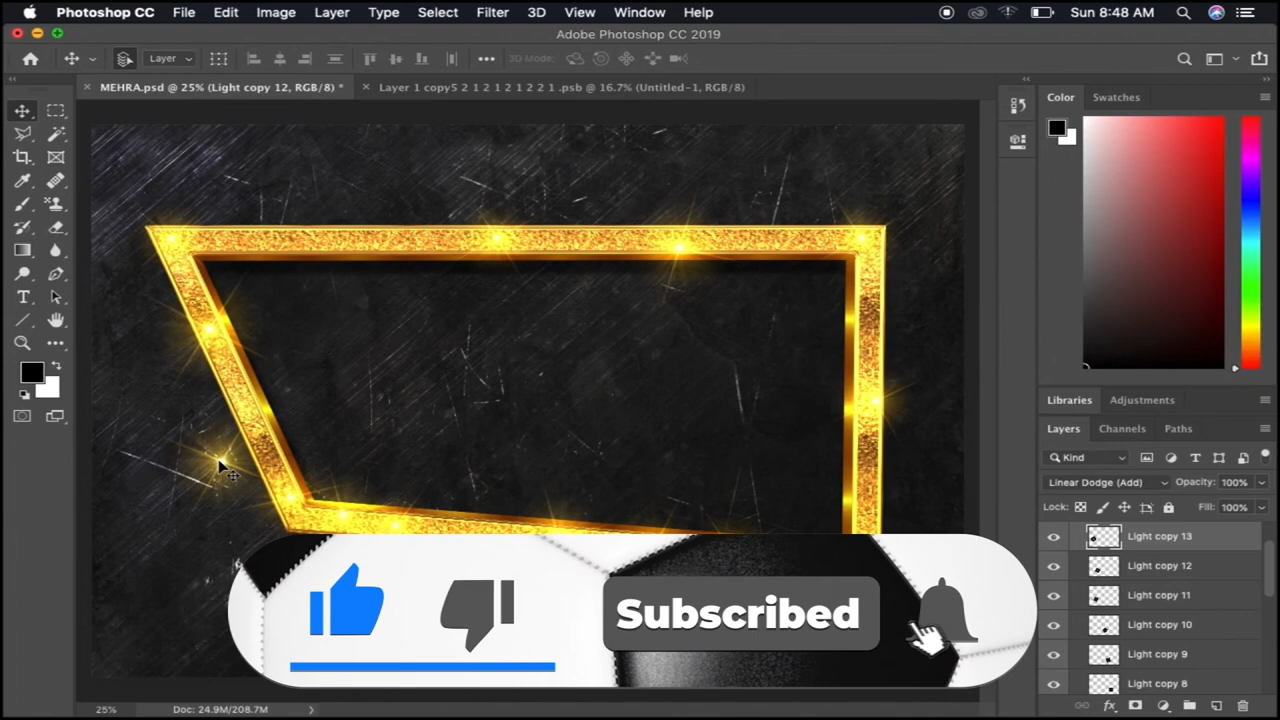 Photoshop CC File Edit Image Layer Type Select Filter 3D View Window Help Sun 8:48 AM
Adobe Photoshop CC 2019
Layer 3D Mode:
MEHRA.psd @ 25% (Light copy 12, RGB/8) * Layer 1 copy5 2 1 2 1 2 1 2 2 1 .psb @ 16.7% (Untitled-1, RGB/8)
Color Swatches
Libraries Adjustments
Layers Channels Paths
Kind
Linear Dodge (Add) Opacity: 100%
Lock: Fill: 100%
Light copy 13
Light copy 12
Light copy 11
Light copy 10
Light copy 9
Light copy 8
Subscribed
25% Doc: 24.9M/208.7M